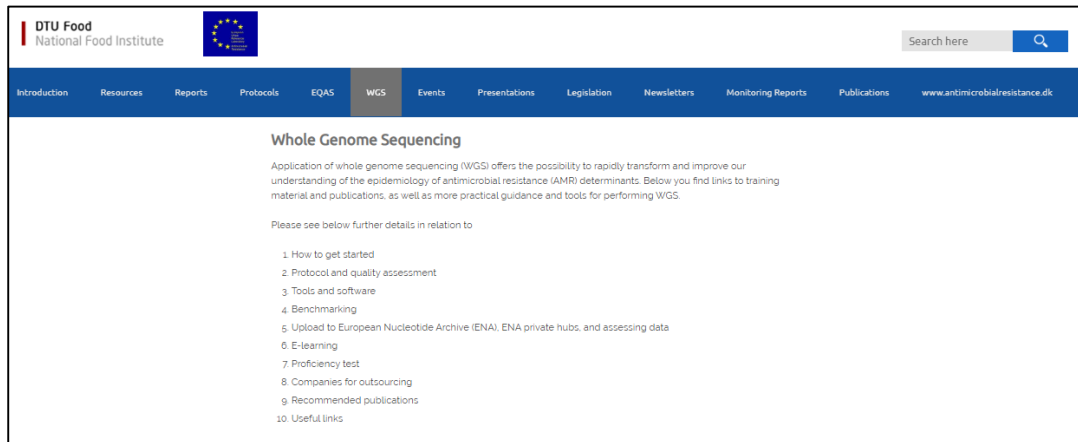 DTU Food
National Food Institute
Search here
Introduction Resources Reports Protocols EQAS WGS Events Presentations Legislation Newsletters Monitoring Reports Publications www.antimicrobialresistance.dk
Whole Genome Sequencing
Application of whole genome sequencing (WGS) offers the possibility to rapidly transform and improve our
understanding of the epidemiology of antimicrobial resistance (AMR) determinants. Below you find links to training
material and publications, as well as more practical guidance and tools for performing WGS.
Please see below further details in relation to
1. How to get started
2. Protocol and quality assessment
3. Tools and software
4. Benchmarking
5. Upload to European Nucleotide Archive (ENA), ENA private hubs, and assessing data
6. E-learning
7. Proficiency test
8. Companies for outsourcing
9. Recommended publications
10. Useful links